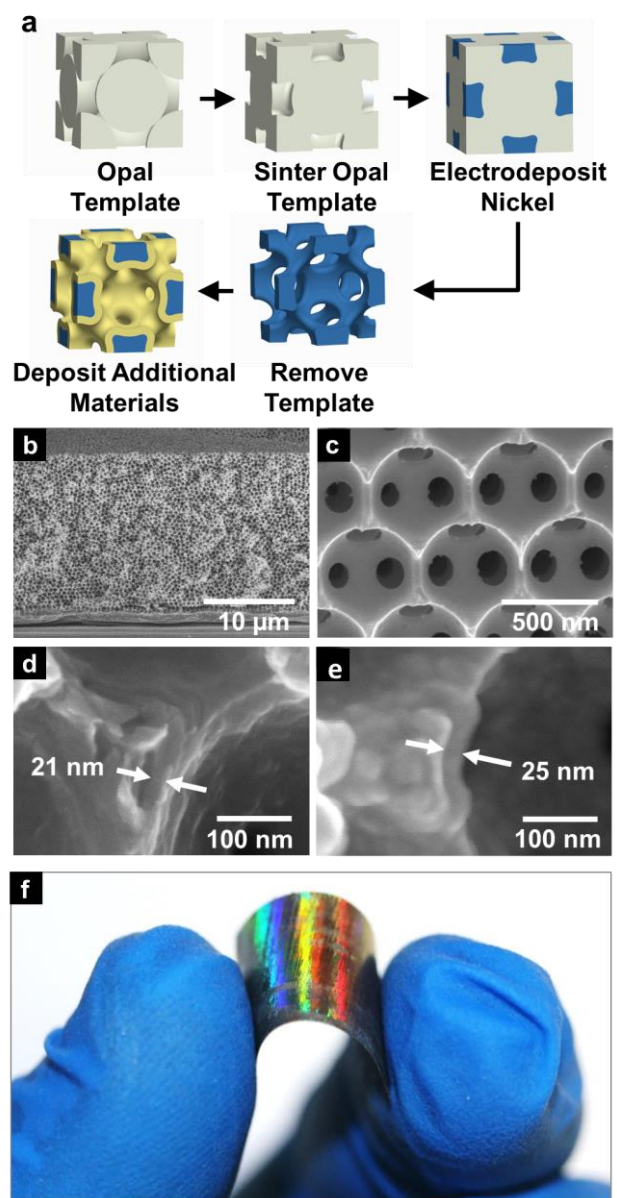 a
Opal
Template
Sinter Opal
Template
Electrodeposit
Nickel
Deposit Additional
Materials
Remove
Template
b
10 µm
c
500 nm
d
21 nm
100 nm
e
25 nm
100 nm
f